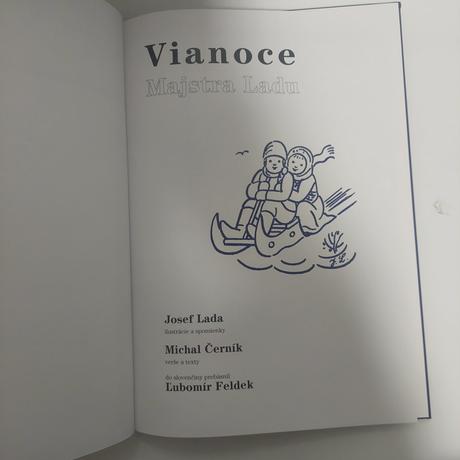 Vianoce
Majstra Ladu
J. L.
Josef Lada
ilustrácie a spomienky
Michal Černík
verše a texty
do slovenčiny prebásnil
Ľubomír Feldek